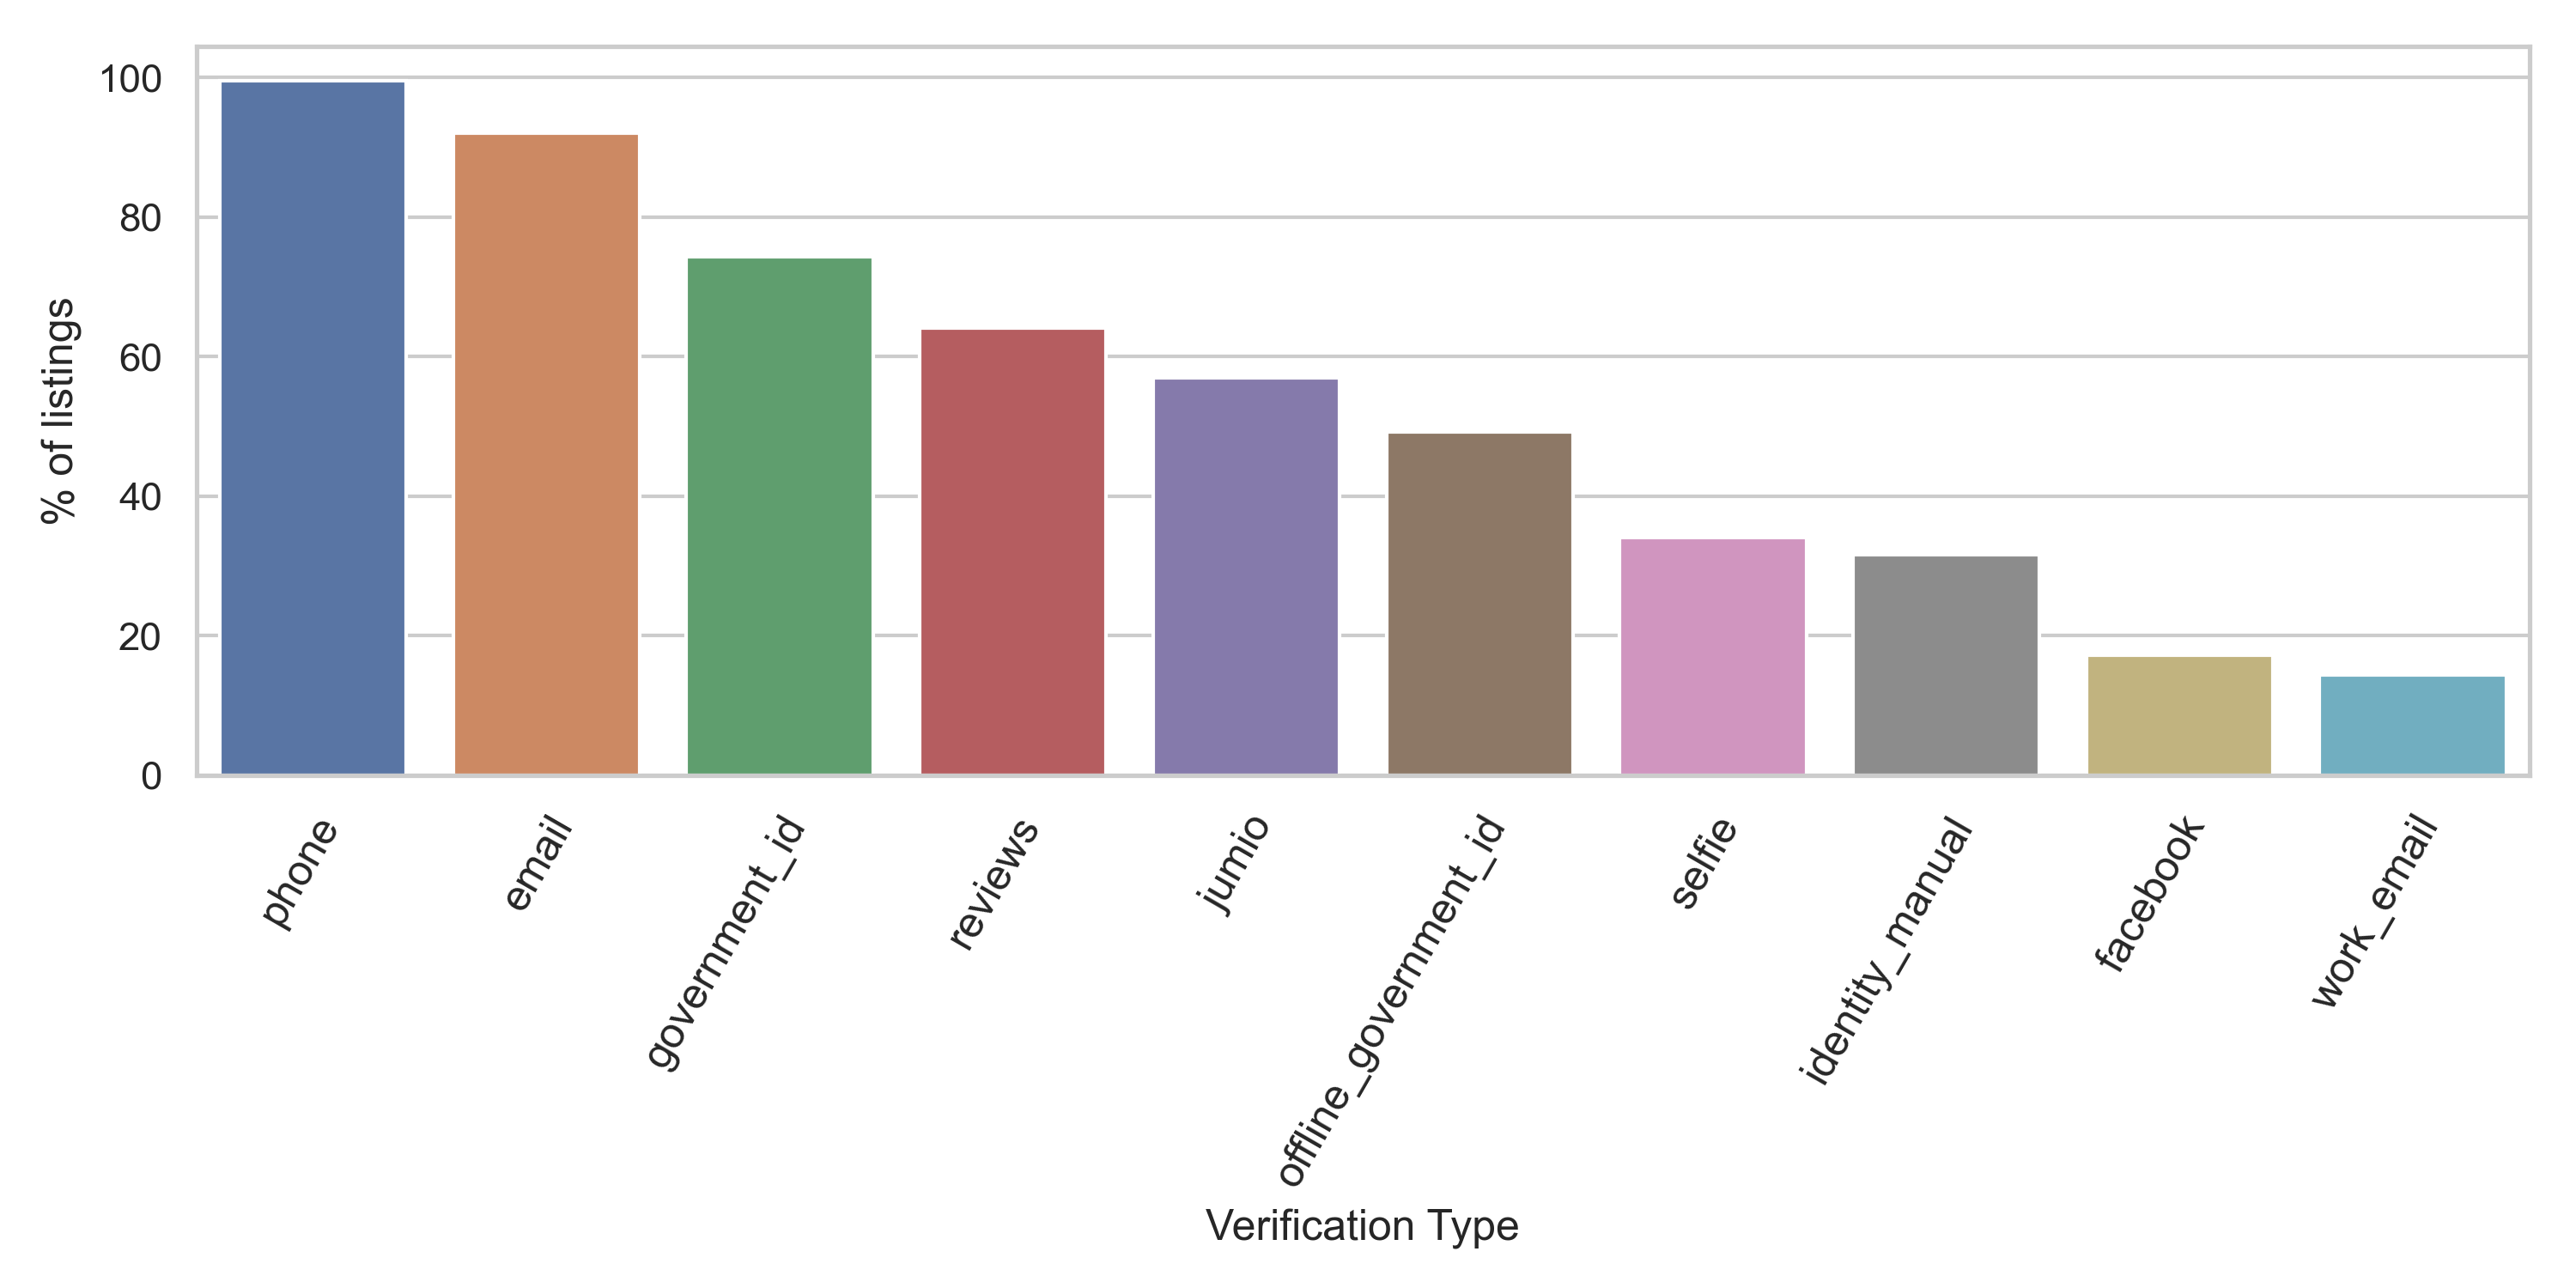 100
80
60
40
20
0
% of listings
phone
email
government_id
reviews
jumio
offline_government_id
selfie
identity_manual
facebook
work_email
Verification Type